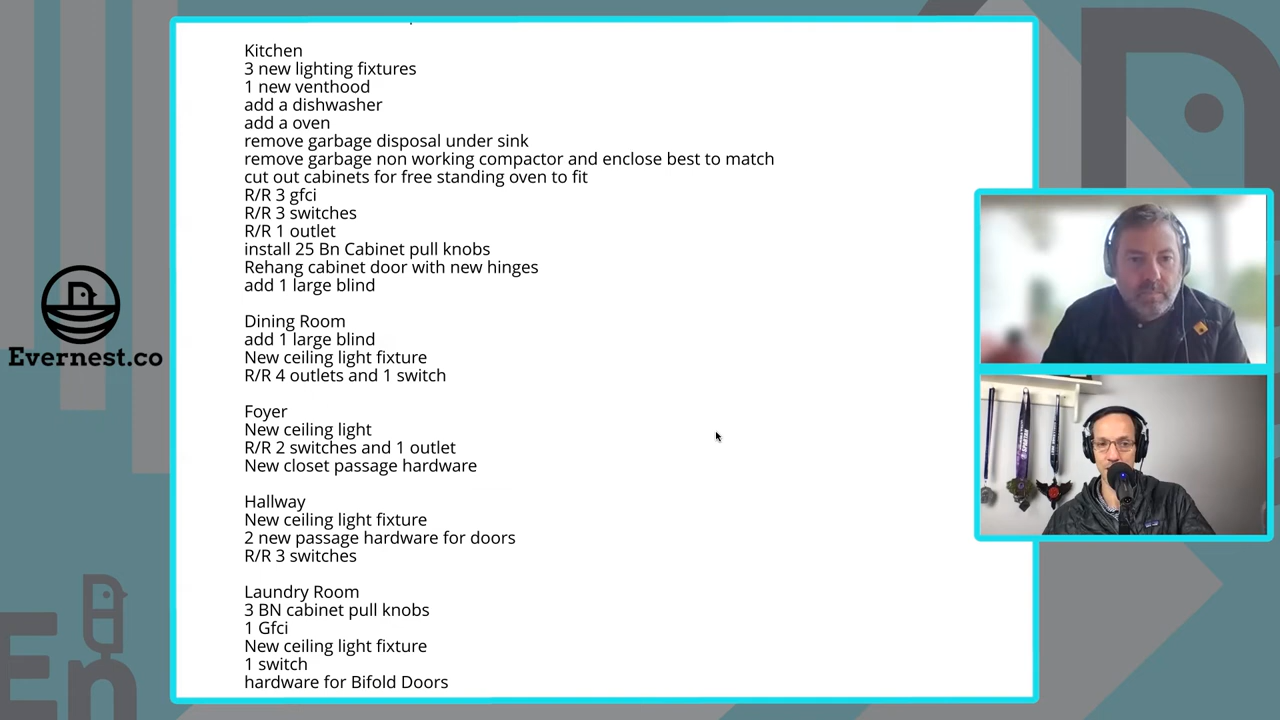 Kitchen
3 new lighting fixtures
1 new venthood
add a dishwasher
add a oven
remove garbage disposal under sink
remove garbage non working compactor and enclose best to match
cut out cabinets for free standing oven to fit
R/R 3 gfci
R/R 3 switches
R/R 1 outlet
install 25 Bn Cabinet pull knobs
Rehang cabinet door with new hinges
add 1 large blind
Dining Room
add 1 large blind
New ceiling light fixture
R/R 4 outlets and 1 switch
Foyer
New ceiling light
R/R 2 switches and 1 outlet
New closet passage hardware
Hallway
New ceiling light fixture
2 new passage hardware for doors
R/R 3 switches
Laundry Room
3 BN cabinet pull knobs
1 Gfci
New ceiling light fixture
1 switch
hardware for Bifold Doors
Evernest.co
En